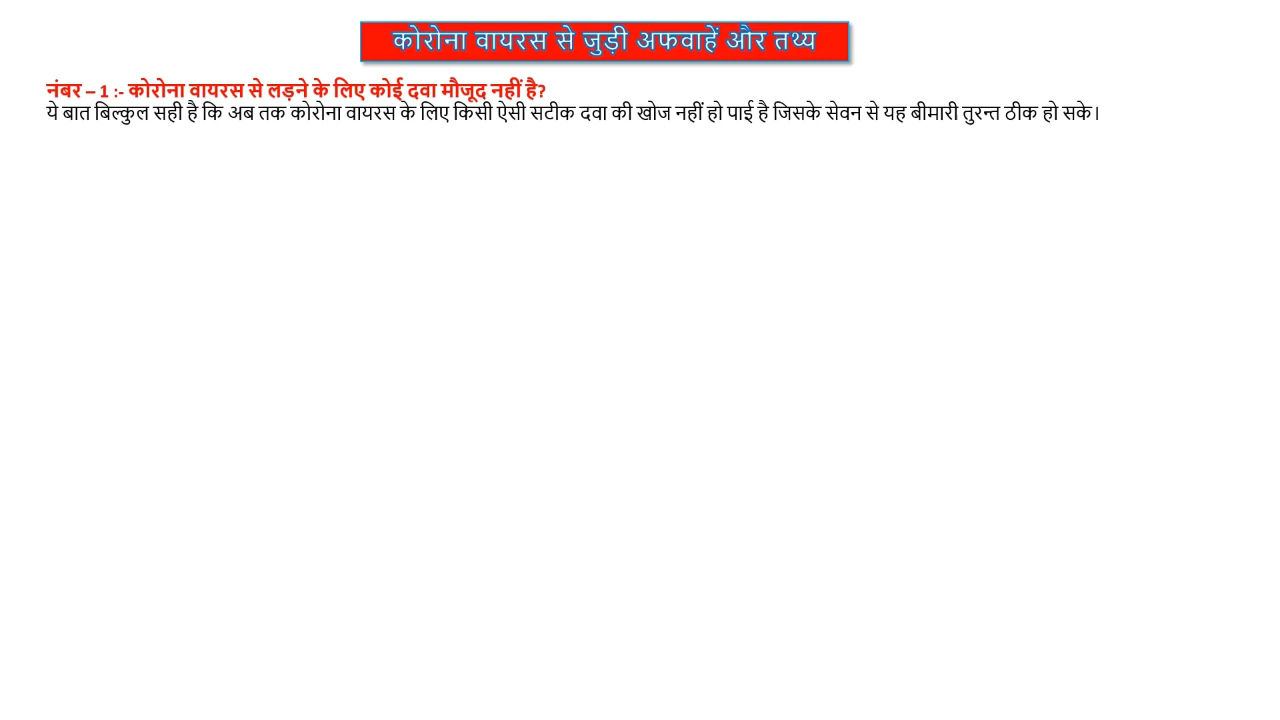 कोरोना वायरस से जुड़ी अफवाहें और तथ्य
नंबर – 1 :- कोरोना वायरस से लड़ने के लिए कोई दवा मौजूद नहीं है?
ये बात बिल्कुल सही है कि अब तक कोरोना वायरस के लिए किसी ऐसी सटीक दवा की खोज नहीं हो पाई है जिसके सेवन से यह बीमारी तुरन्त ठीक हो सके।